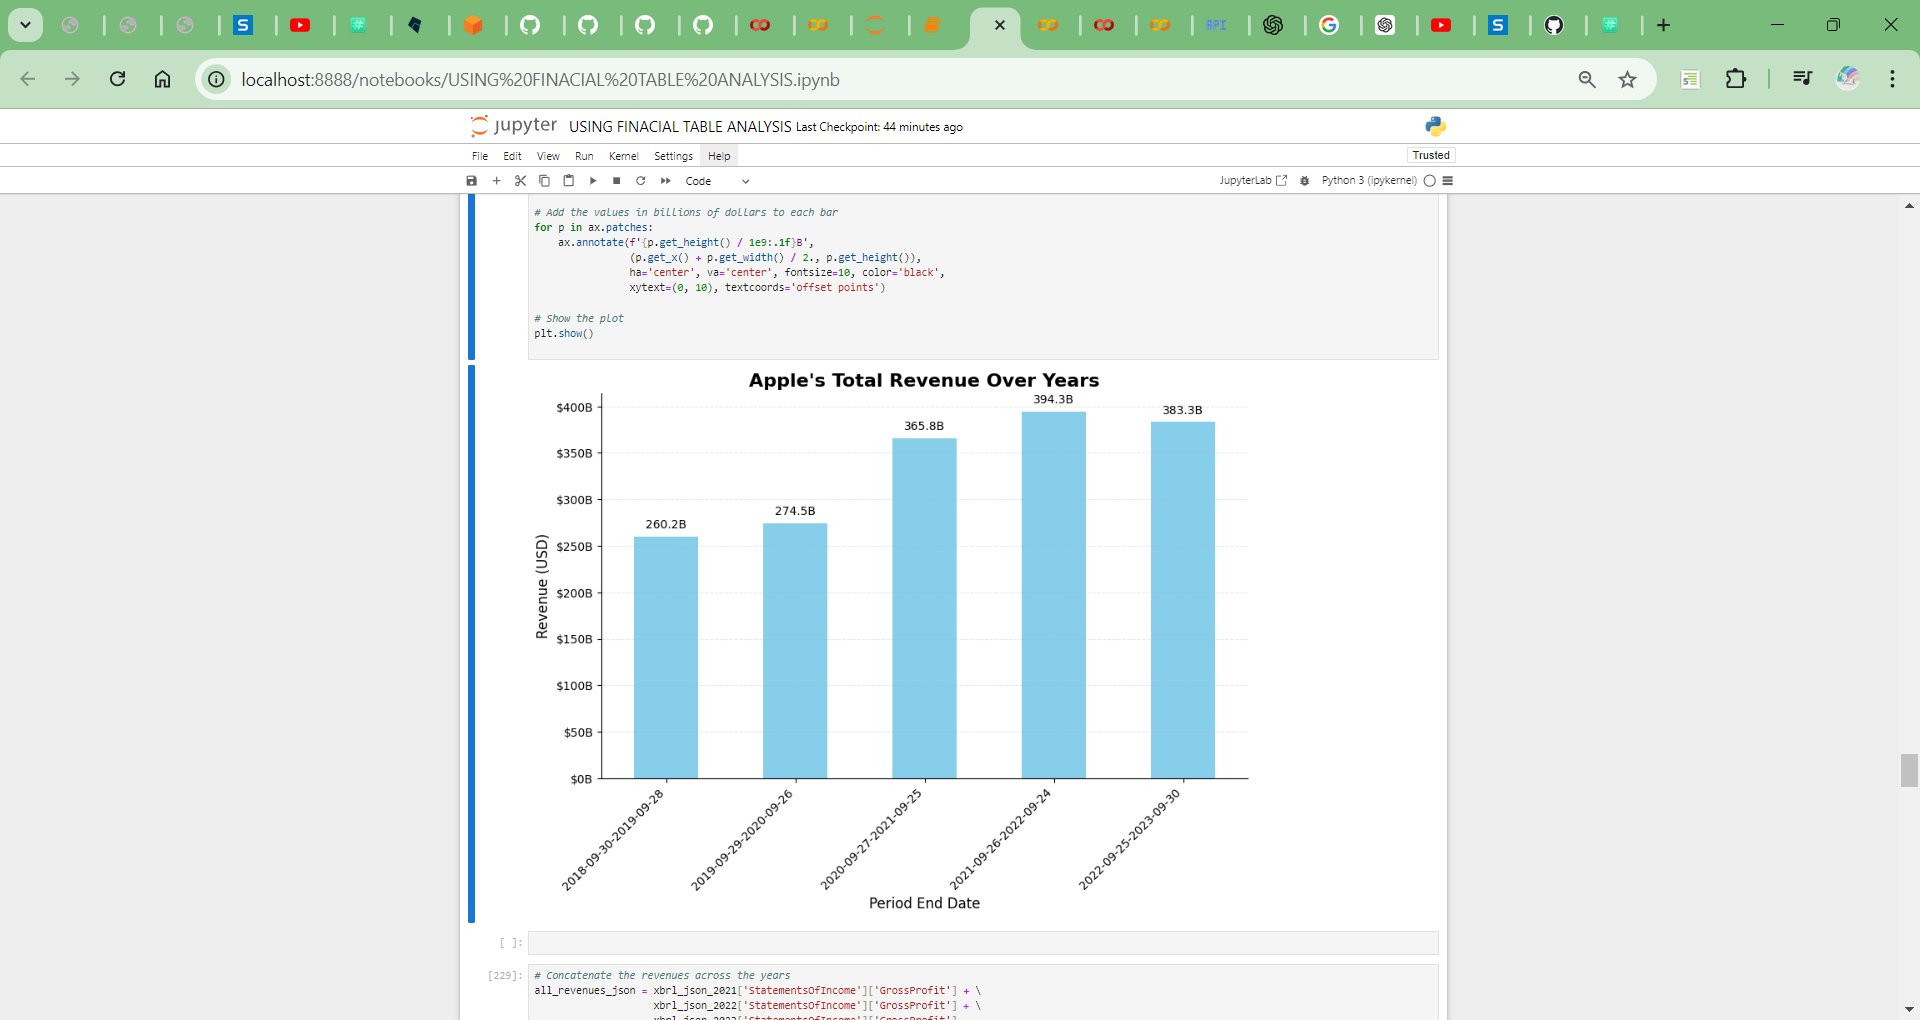 localhost:8888/notebooks/USING%20FINACIAL%20TABLE%20ANALYSIS.ipynb
jupyter USING FINACIAL TABLE ANALYSIS Last Checkpoint: 44 minutes ago
File Edit View Run Kernel Settings Help Trusted
Code JupyterLab Python 3 (ipykernel)
# Add the values in billions of dollars to each bar
for p in ax.patches:
    ax.annotate(f'{p.get_height() / 1e9:.1f}B',
                (p.get_x() + p.get_width() / 2., p.get_height()),
                ha='center', va='center', fontsize=10, color='black',
                xytext=(0, 10), textcoords='offset points')
# Show the plot
plt.show()
Apple's Total Revenue Over Years
394.3B
$400B
383.3B
365.8B
$350B
$300B
274.5B
260.2B
$250B
$200B
$150B
$100B
$50B
$0B
Revenue (USD)
2018-09-30-2019-09-28
2019-09-29-2020-09-26
2020-09-27-2021-09-25
2021-09-26-2022-09-24
2022-09-25-2023-09-30
Period End Date
[ ]:
[229]: # Concatenate the revenues across the years
all_revenues_json = xbrl_json_2021['StatementsOfIncome']['GrossProfit'] + \
                    xbrl_json_2022['StatementsOfIncome']['GrossProfit'] + \